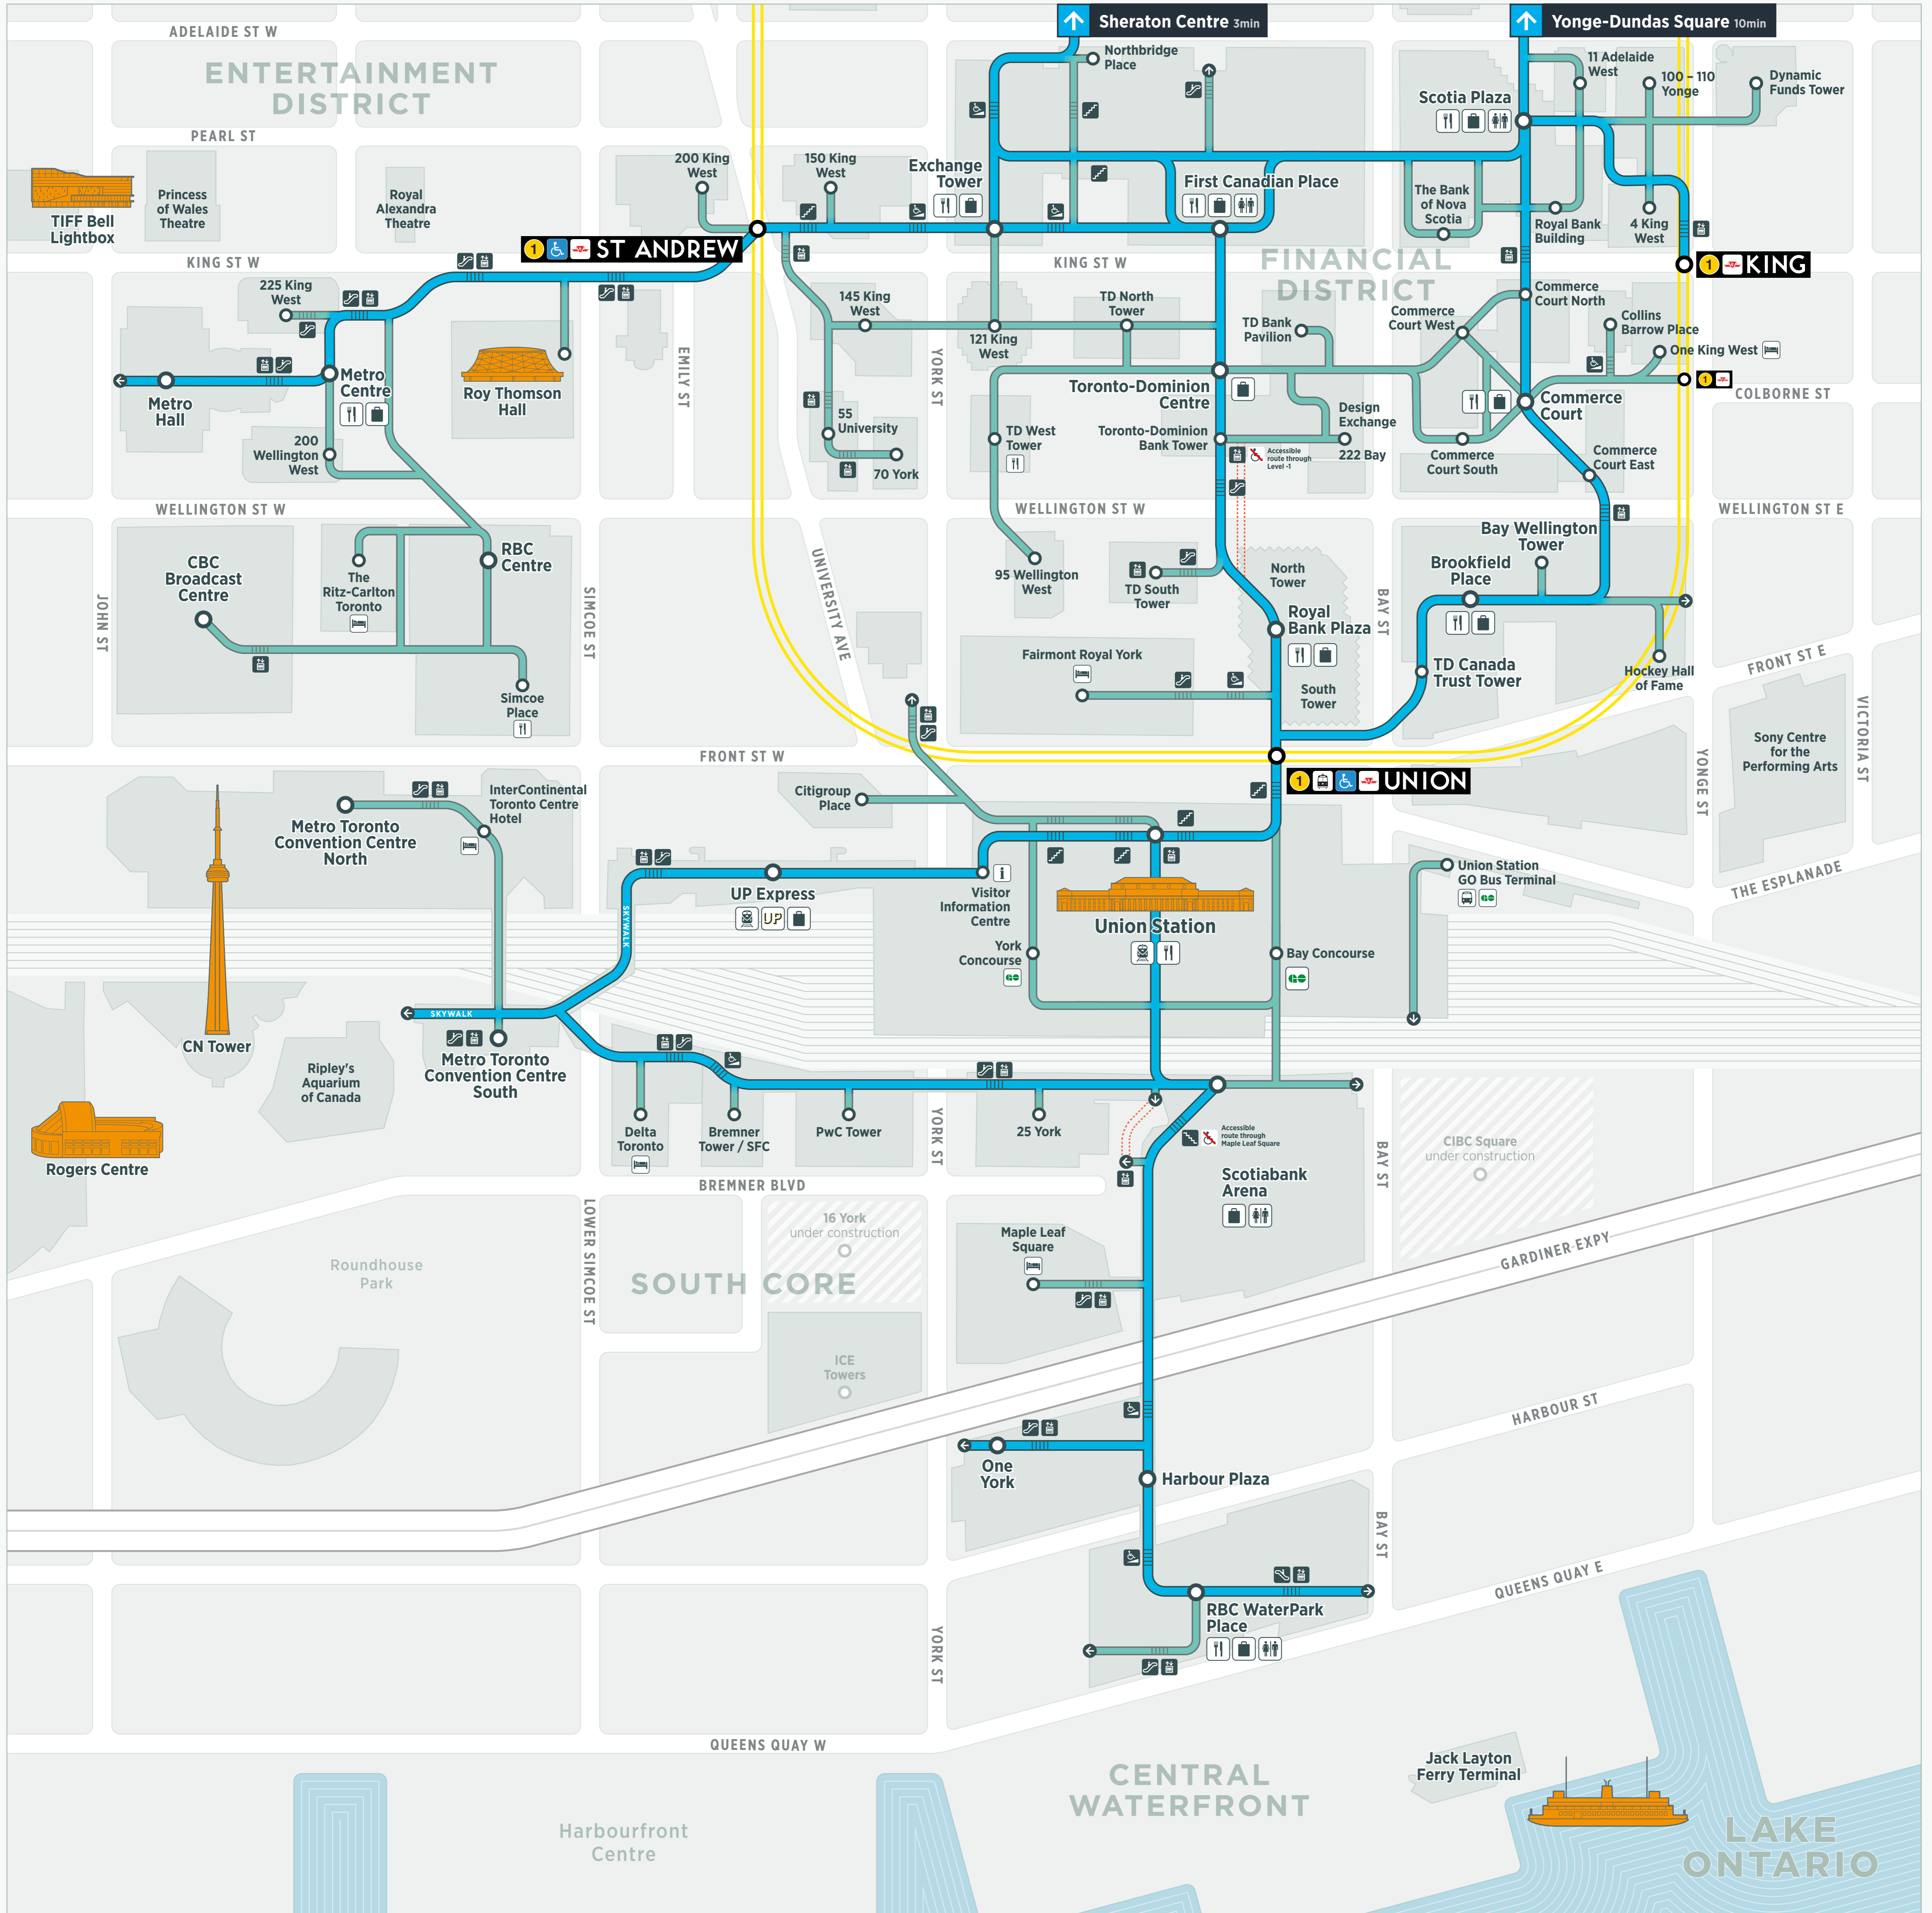 Sheraton Centre 3min
Yonge-Dundas Square 10min
ADELAIDE ST W
ENTERTAINMENT
DISTRICT
PEARL ST
Northbridge
Place
11 Adelaide
West
100 – 110
Yonge
Dynamic
Funds Tower
Scotia Plaza
TIFF Bell
Lightbox
Princess
of Wales
Theatre
Royal
Alexandra
Theatre
200 King
West
150 King
West
Exchange
Tower
First Canadian Place
The Bank
of Nova
Scotia
Royal Bank
Building
4 King
West
1 ST ANDREW
1 KING
KING ST W
KING ST W
FINANCIAL
DISTRICT
225 King
West
145 King
West
121 King
West
TD North
Tower
TD Bank
Pavilion
Commerce
Court West
Commerce
Court North
Collins
Barrow Place
One King West
1
COLBORNE ST
Metro
Hall
Metro
Centre
Roy Thomson
Hall
EMILY ST
YORK ST
Toronto-Dominion
Centre
Commerce
Court
200
Wellington
West
55
University
70 York
TD West
Tower
Toronto-Dominion
Bank Tower
Design
Exchange
222 Bay
Accessible
route through
Level -1
Commerce
Court South
Commerce
Court East
WELLINGTON ST W
WELLINGTON ST W
WELLINGTON ST E
CBC
Broadcast
Centre
The
Ritz-Carlton
Toronto
RBC
Centre
Simcoe
Place
JOHN ST
SIMCOE ST
UNIVERSITY AVE
95 Wellington
West
TD South
Tower
North
Tower
Royal
Bank Plaza
South
Tower
BAY ST
Bay Wellington
Tower
Brookfield
Place
TD Canada
Trust Tower
Hockey Hall
of Fame
Fairmont Royal York
FRONT ST E
FRONT ST W
VICTORIA ST
YONGE ST
Sony Centre
for the
Performing Arts
1 UNION
Citigroup
Place
Metro Toronto
Convention Centre
North
InterContinental
Toronto Centre
Hotel
UP Express
UP
SKYWALK
Visitor
Information
Centre
Union Station
York
Concourse
Bay Concourse
Union Station
GO Bus Terminal
THE ESPLANADE
CN Tower
SKYWALK
Metro Toronto
Convention Centre
South
Ripley's
Aquarium
of Canada
Rogers Centre
Delta
Toronto
Bremner
Tower / SFC
PwC Tower
25 York
YORK ST
Accessible
route through
Maple Leaf Square
Scotiabank
Arena
BAY ST
CIBC Square
under construction
BREMNER BLVD
LOWER SIMCOE ST
16 York
under construction
Maple Leaf
Square
SOUTH CORE
Roundhouse
Park
GARDINER EXPY
ICE
Towers
HARBOUR ST
One
York
Harbour Plaza
BAY ST
QUEENS QUAY E
RBC WaterPark
Place
YORK ST
QUEENS QUAY W
CENTRAL
WATERFRONT
Jack Layton
Ferry Terminal
Harbourfront
Centre
LAKE
ONTARIO